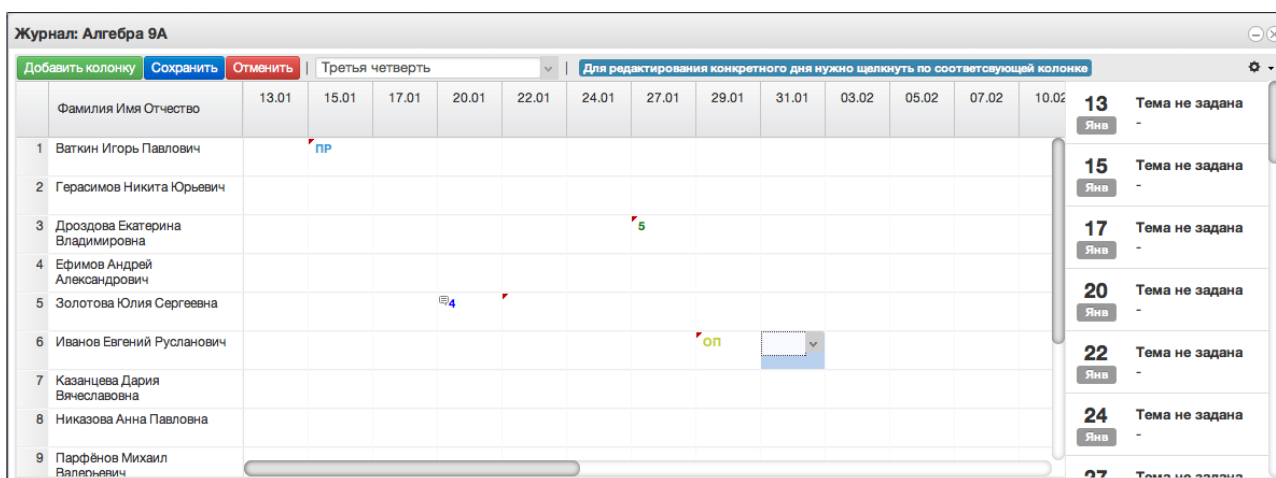 Журнал: Алгебра 9А
Добавить колонку Сохранить Отменить | Третья четверть | Для редактирования конкретного дня нужно щелкнуть по соответсвующей колонке
Фамилия Имя Отчество 13.01 15.01 17.01 20.01 22.01 24.01 27.01 29.01 31.01 03.02 05.02 07.02 10.02
1 Ваткин Игорь Павлович ПР
2 Герасимов Никита Юрьевич
3 Дроздова Екатерина 5
Владимировна
4 Ефимов Андрей
Александрович
5 Золотова Юлия Сергеевна 4
6 Иванов Евгений Русланович ОП
7 Казанцева Дария
Вячеславовна
8 Никазова Анна Павловна
9 Парфёнов Михаил
Валерьевич
13 Тема не задана
Янв -
15 Тема не задана
Янв -
17 Тема не задана
Янв -
20 Тема не задана
Янв -
22 Тема не задана
Янв -
24 Тема не задана
Янв -
27 Тема не задана